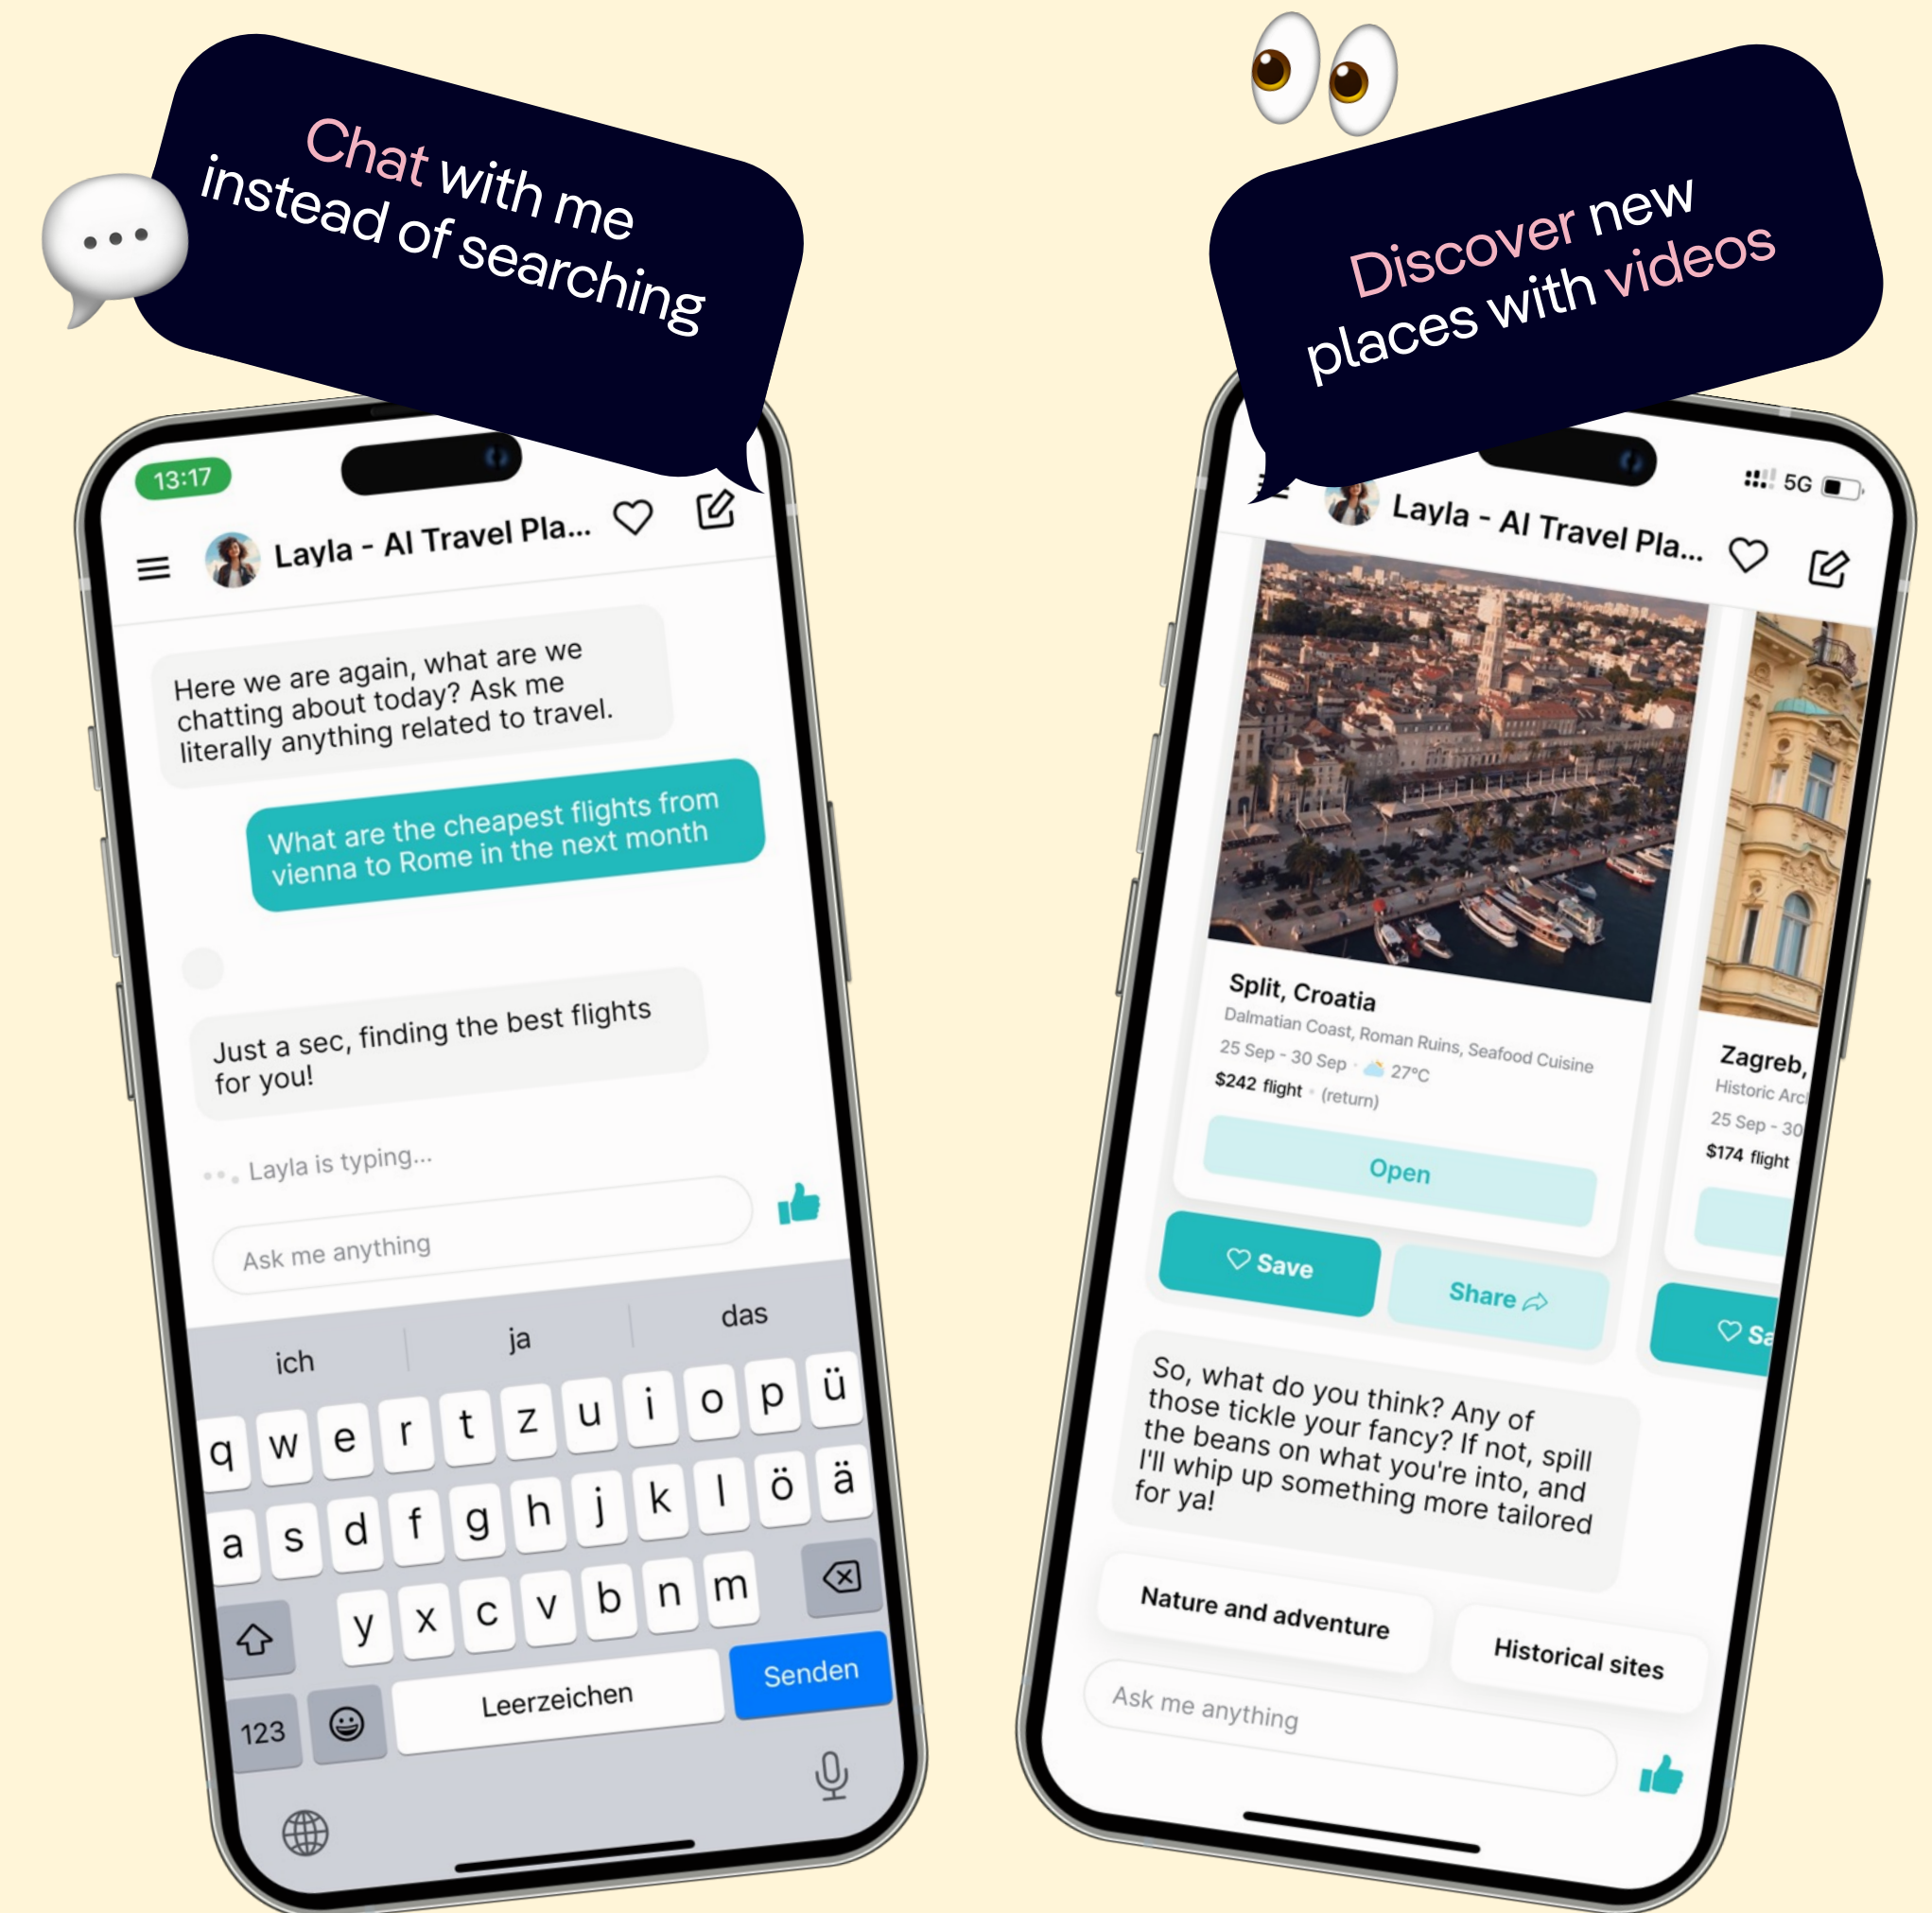 Chat with me
instead of searching
13:17
Layla - AI Travel Pla...
Here we are again, what are we
chatting about today? Ask me
literally anything related to travel.
What are the cheapest flights from
vienna to Rome in the next month
Just a sec, finding the best flights
for you!
Layla is typing...
Ask me anything
ich ja das
q w e r t z u i o p ü
a s d f g h j k l ö ä
y x c v b n m
123 Leerzeichen Senden
Discover new
places with videos
5G
Layla - AI Travel Pla...
Split, Croatia
Dalmatian Coast, Roman Ruins, Seafood Cuisine
25 Sep - 30 Sep · 27°C
$242 flight · (return)
Open
Save
Share
Zagreb,
Historic Arc
25 Sep - 30
$174 flight
Sa
So, what do you think? Any of
those tickle your fancy? If not, spill
the beans on what you're into, and
I'll whip up something more tailored
for ya!
Nature and adventure
Historical sites
Ask me anything